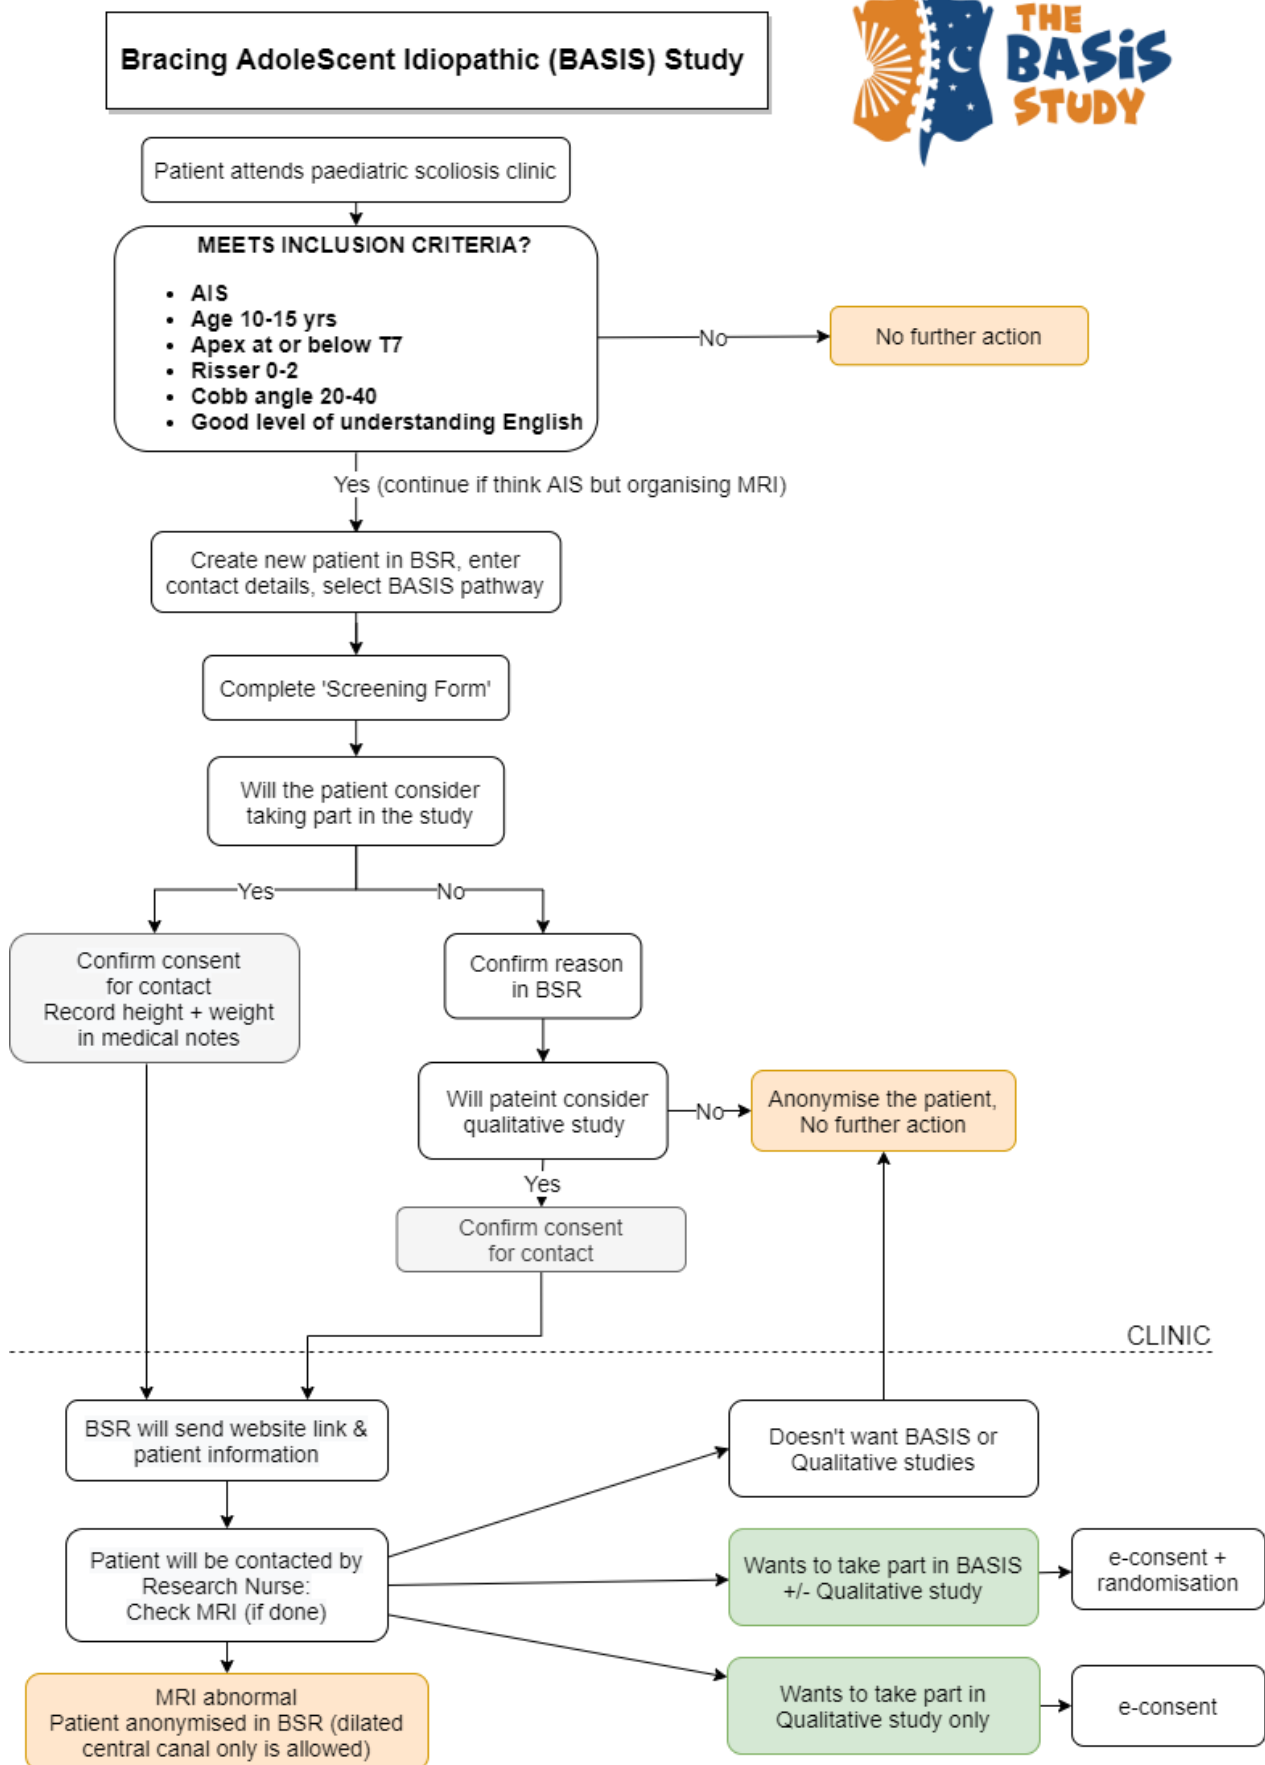 Bracing AdoleScent Idiopathic (BASIS) Study
THE
BASiS
STUDY
Patient attends paediatric scoliosis clinic
MEETS INCLUSION CRITERIA?
• AIS
• Age 10-15 yrs
• Apex at or below T7
• Risser 0-2
• Cobb angle 20-40
• Good level of understanding English
No
No further action
Yes (continue if think AIS but organising MRI)
Create new patient in BSR, enter
contact details, select BASIS pathway
Complete 'Screening Form'
Will the patient consider
taking part in the study
Yes
No
Confirm consent
for contact
Record height + weight
in medical notes
Confirm reason
in BSR
Will pateint consider
qualitative study
No
Anonymise the patient,
No further action
Yes
Confirm consent
for contact
CLINIC
BSR will send website link &
patient information
Doesn't want BASIS or
Qualitative studies
Patient will be contacted by
Research Nurse:
Check MRI (if done)
Wants to take part in BASIS
+/- Qualitative study
e-consent +
randomisation
MRI abnormal
Patient anonymised in BSR (dilated
central canal only is allowed)
Wants to take part in
Qualitative study only
e-consent